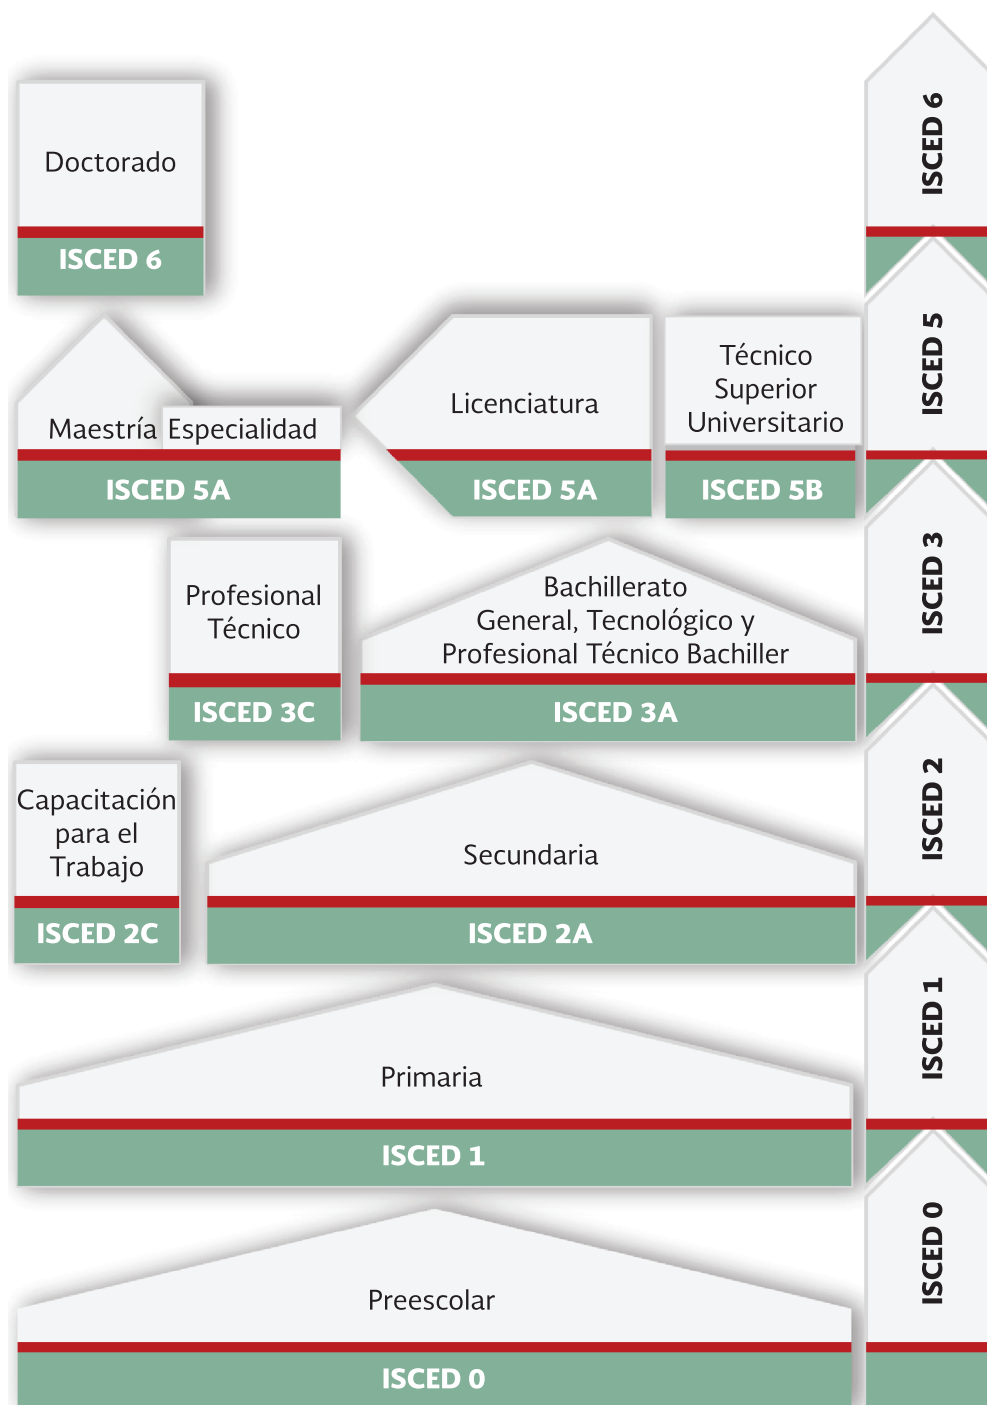 Doctorado
ISCED 6
Maestría
Especialidad
ISCED 5A
Licenciatura
ISCED 5A
Técnico
Superior
Universitario
ISCED 5B
Profesional
Técnico
ISCED 3C
Bachillerato
General, Tecnológico y
Profesional Técnico Bachiller
ISCED 3A
Capacitación
para el
Trabajo
ISCED 2C
Secundaria
ISCED 2A
Primaria
ISCED 1
Preescolar
ISCED 0
ISCED 6
ISCED 5
ISCED 3
ISCED 2
ISCED 1
ISCED 0